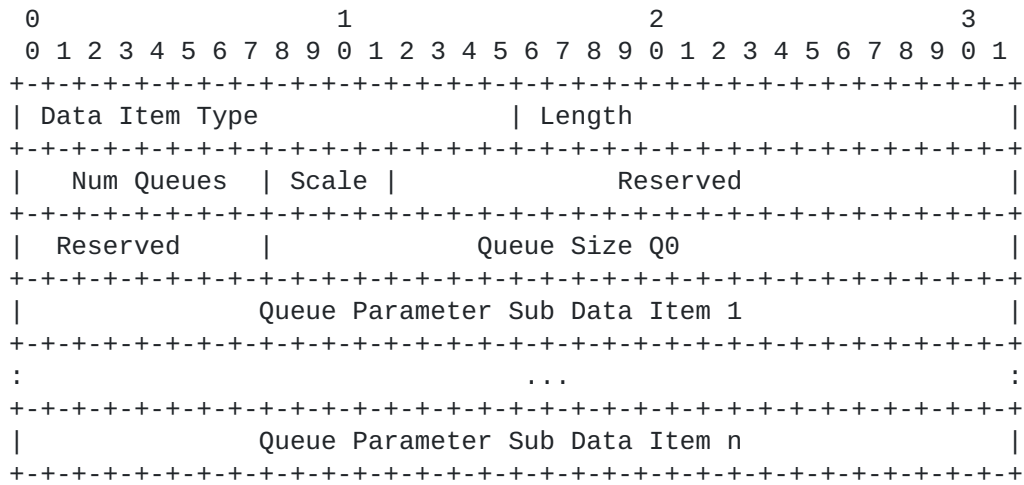 0                   1                   2                   3
 0 1 2 3 4 5 6 7 8 9 0 1 2 3 4 5 6 7 8 9 0 1 2 3 4 5 6 7 8 9 0 1
+-+-+-+-+-+-+-+-+-+-+-+-+-+-+-+-+-+-+-+-+-+-+-+-+-+-+-+-+-+-+-+-+
| Data Item Type                | Length                        |
+-+-+-+-+-+-+-+-+-+-+-+-+-+-+-+-+-+-+-+-+-+-+-+-+-+-+-+-+-+-+-+-+
|   Num Queues  | Scale |              Reserved                 |
+-+-+-+-+-+-+-+-+-+-+-+-+-+-+-+-+-+-+-+-+-+-+-+-+-+-+-+-+-+-+-+-+
|  Reserved     |             Queue Size Q0                     |
+-+-+-+-+-+-+-+-+-+-+-+-+-+-+-+-+-+-+-+-+-+-+-+-+-+-+-+-+-+-+-+-+
|               Queue Parameter Sub Data Item 1                 |
+-+-+-+-+-+-+-+-+-+-+-+-+-+-+-+-+-+-+-+-+-+-+-+-+-+-+-+-+-+-+-+-+
:                                ...                            :
+-+-+-+-+-+-+-+-+-+-+-+-+-+-+-+-+-+-+-+-+-+-+-+-+-+-+-+-+-+-+-+-+
|               Queue Parameter Sub Data Item n                 |
+-+-+-+-+-+-+-+-+-+-+-+-+-+-+-+-+-+-+-+-+-+-+-+-+-+-+-+-+-+-+-+-+